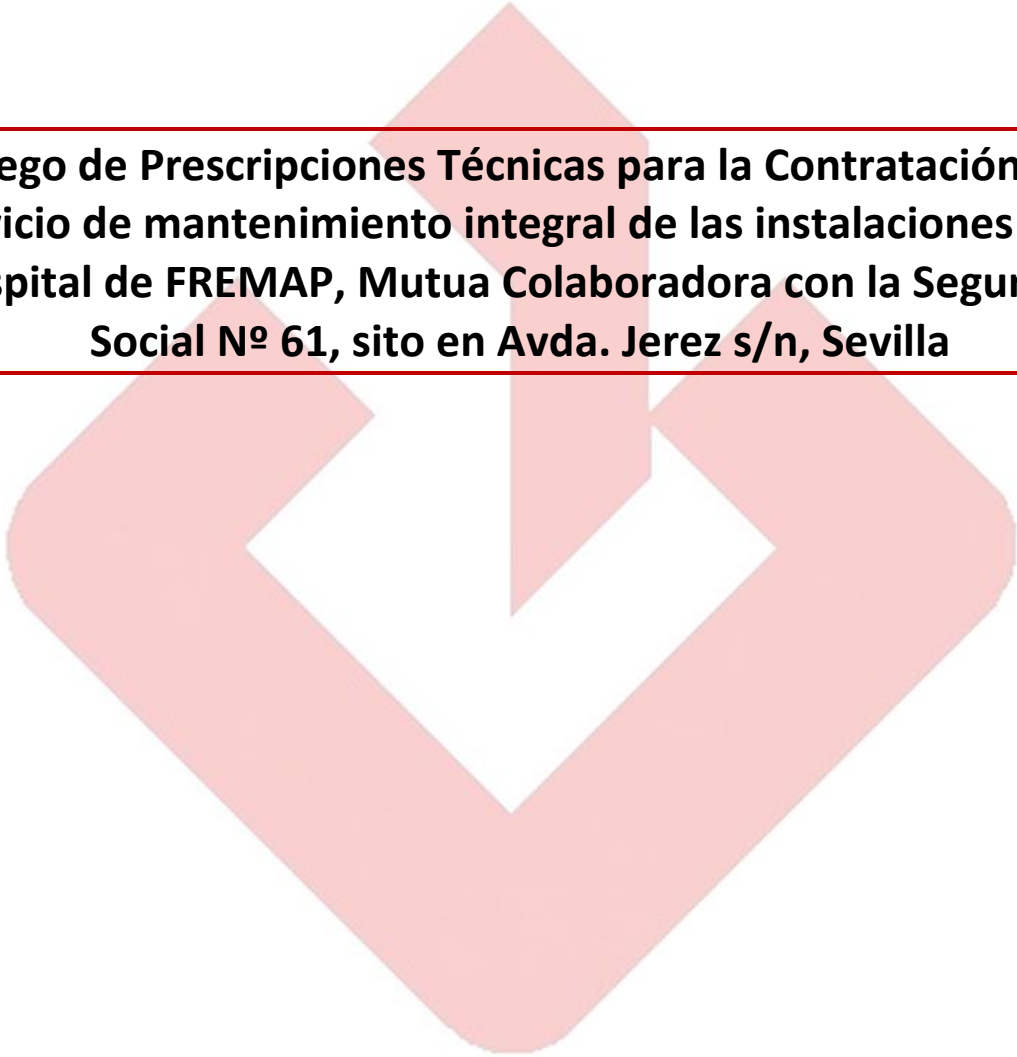 ego de Prescripciones Técnicas para la Contratación
icio de mantenimiento integral de las instalaciones
spital de FREMAP, Mutua Colaboradora con la Segur
Social Nº 61, sito en Avda. Jerez s/n, Sevilla